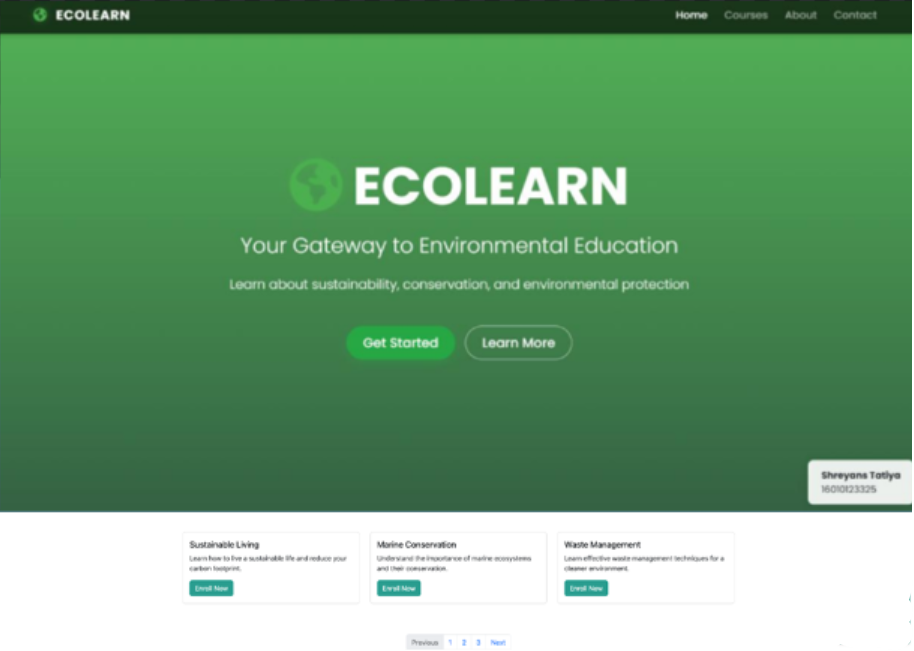 ECOLEARN
Home Courses About Contact
ECOLEARN
Your Gateway to Environmental Education
Learn about sustainability, conservation, and environmental protection
Get Started Learn More
Shreyans Tatiya
16010123325
Sustainable Living
Learn how to live a sustainable life and reduce your
carbon footprint.
Enroll Now
Marine Conservation
Understand the importance of marine ecosystems
and their conservation.
Enroll Now
Waste Management
Learn effective waste management techniques for a
cleaner environment.
Enroll Now
Previous 1 2 3 Next